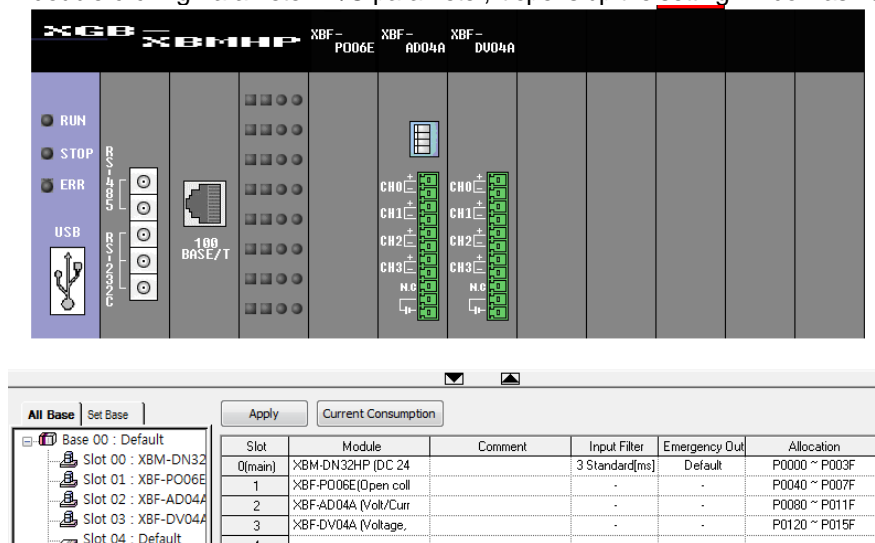 XGB XBMHP XBF-PO06E XBF-AD04A XBF-DV04A
RUN
STOP
ERR
USB
RS-485
RS-232C
100 BASE/T
CH0 + -
CH1 -
CH2 -
CH3 -
N.C
CH0 + -
CH1 -
CH2 -
CH3 -
N.C
All Base Set Base Apply Current Consumption
Base 00 : Default
Slot 00 : XBM-DN32
Slot 01 : XBF-PO06E
Slot 02 : XBF-AD04A
Slot 03 : XBF-DV04A
Slot 04 : Default
Slot Module Comment Input Filter Emergency Out Allocation
0(main) XBM-DN32HP (DC 24 3 Standard[ms] Default P0000 ~ P003F
1 XBF-PO06E(Open coll - - P0040 ~ P007F
2 XBF-AD04A (Volt/Curr - - P0080 ~ P011F
3 XBF-DV04A (Voltage, - - P0120 ~ P015F